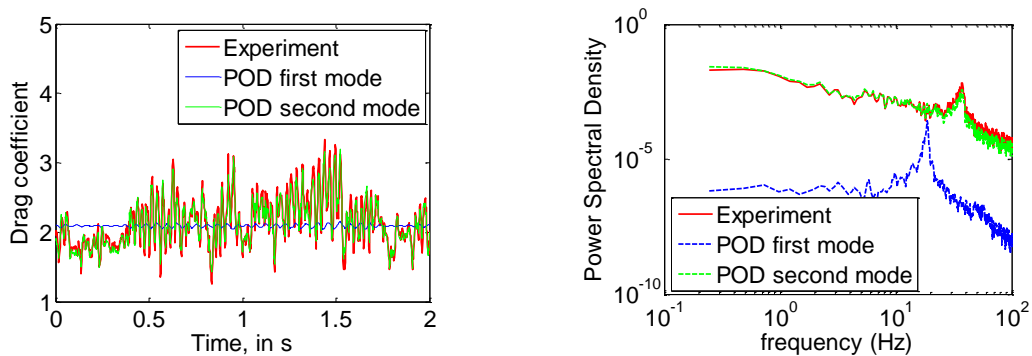 Drag coefficient
5
4
3
2
1
0
0.5
1
1.5
2
Time, in s
Experiment
POD first mode
POD second mode
Power Spectral Density
10^0
10^-5
10^-10
10^-1
10^0
10^1
10^2
frequency (Hz)
Experiment
POD first mode
POD second mode